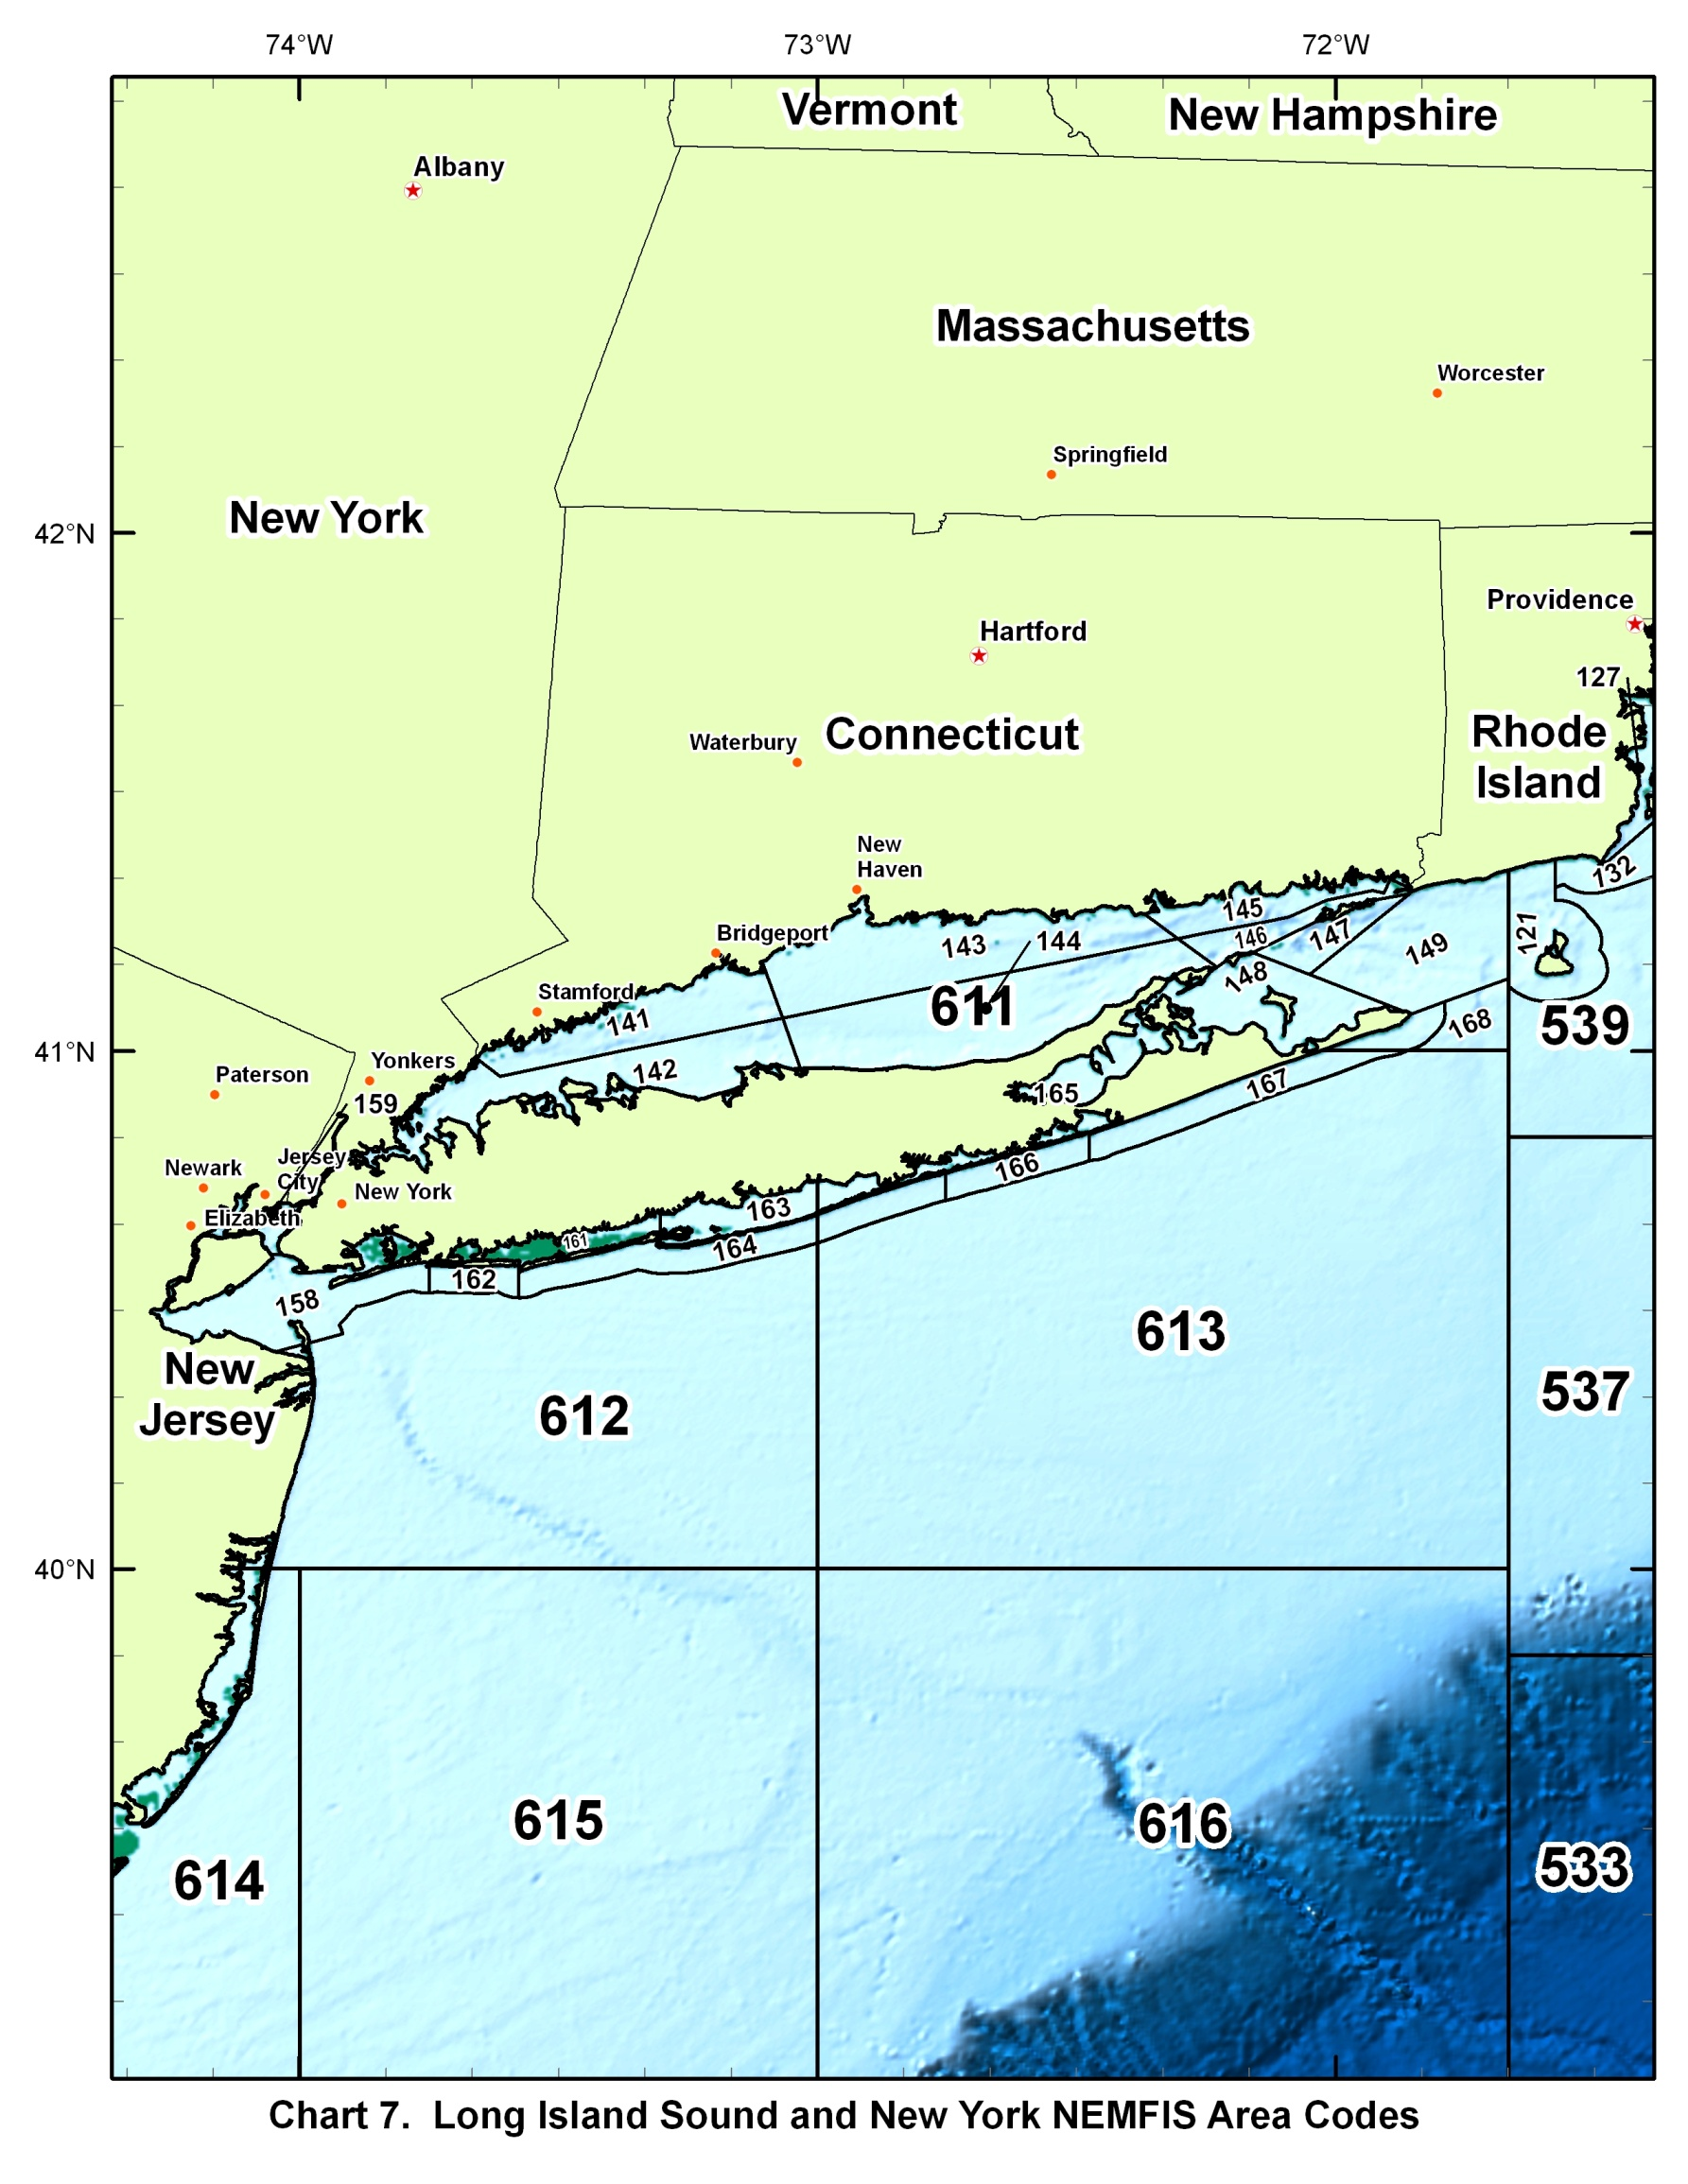 74°W
73°W
72°W
Vermont
New Hampshire
Albany
Massachusetts
Worcester
Springfield
New York
42°N
Providence
Hartford
127
Rhode
Island
Connecticut
Waterbury
New
Haven
132
145
121
Bridgeport
143
144
146
147
149
148
Stamford
611
141
168
539
41°N
Yonkers
142
Paterson
167
165
159
Jersey
City
Newark
166
New York
163
Elizabeth
161
164
162
158
613
New
Jersey
612
537
40°N
615
616
614
533
Chart 7. Long Island Sound and New York NEMFIS Area Codes